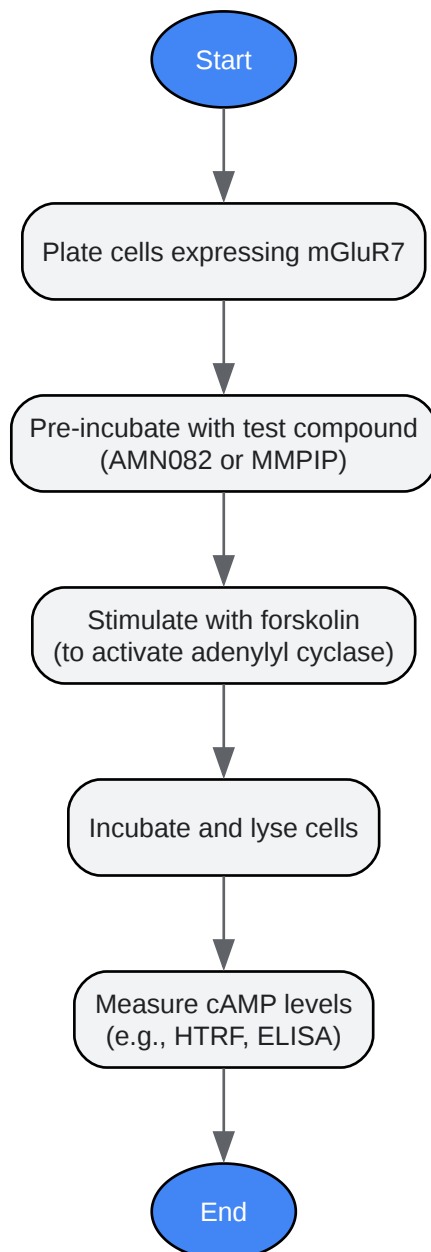 Start
Plate cells expressing mGluR7
Pre-incubate with test compound
(AMN082 or MMPIP)
Stimulate with forskolin
(to activate adenylyl cyclase)
Incubate and lyse cells
Measure cAMP levels
(e.g., HTRF, ELISA)
End